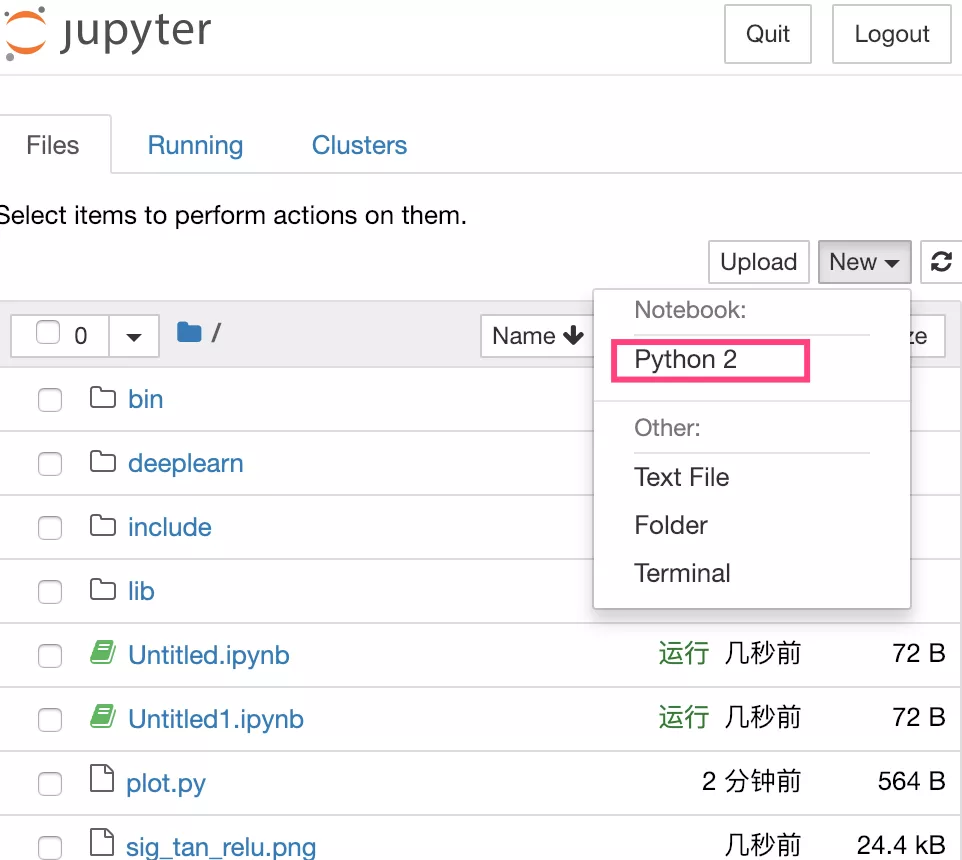 jupyter
Quit
Logout
Files
Running
Clusters
Select items to perform actions on them.
Upload
New
0
/
Name
Notebook:
Python 2
Other:
Text File
Folder
Terminal
bin
deeplearn
include
lib
Untitled.ipynb 运行 几秒前 72 B
Untitled1.ipynb 运行 几秒前 72 B
plot.py 2 分钟前 564 B
sig_tan_relu.png 几秒前 24.4 kB